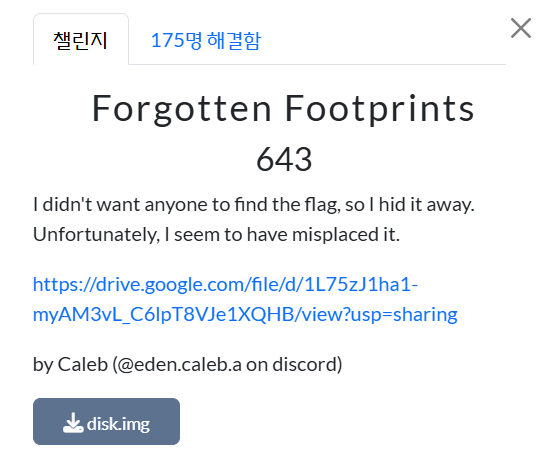 챌린지
175명 해결함
Forgotten Footprints
643
I didn't want anyone to find the flag, so I hid it away.
Unfortunately, I seem to have misplaced it.
https://drive.google.com/file/d/1L75zJ1ha1-
myAM3vL_C6lpT8VJe1XQHB/view?usp=sharing
by Caleb (@eden.caleb.a on discord)
disk.img